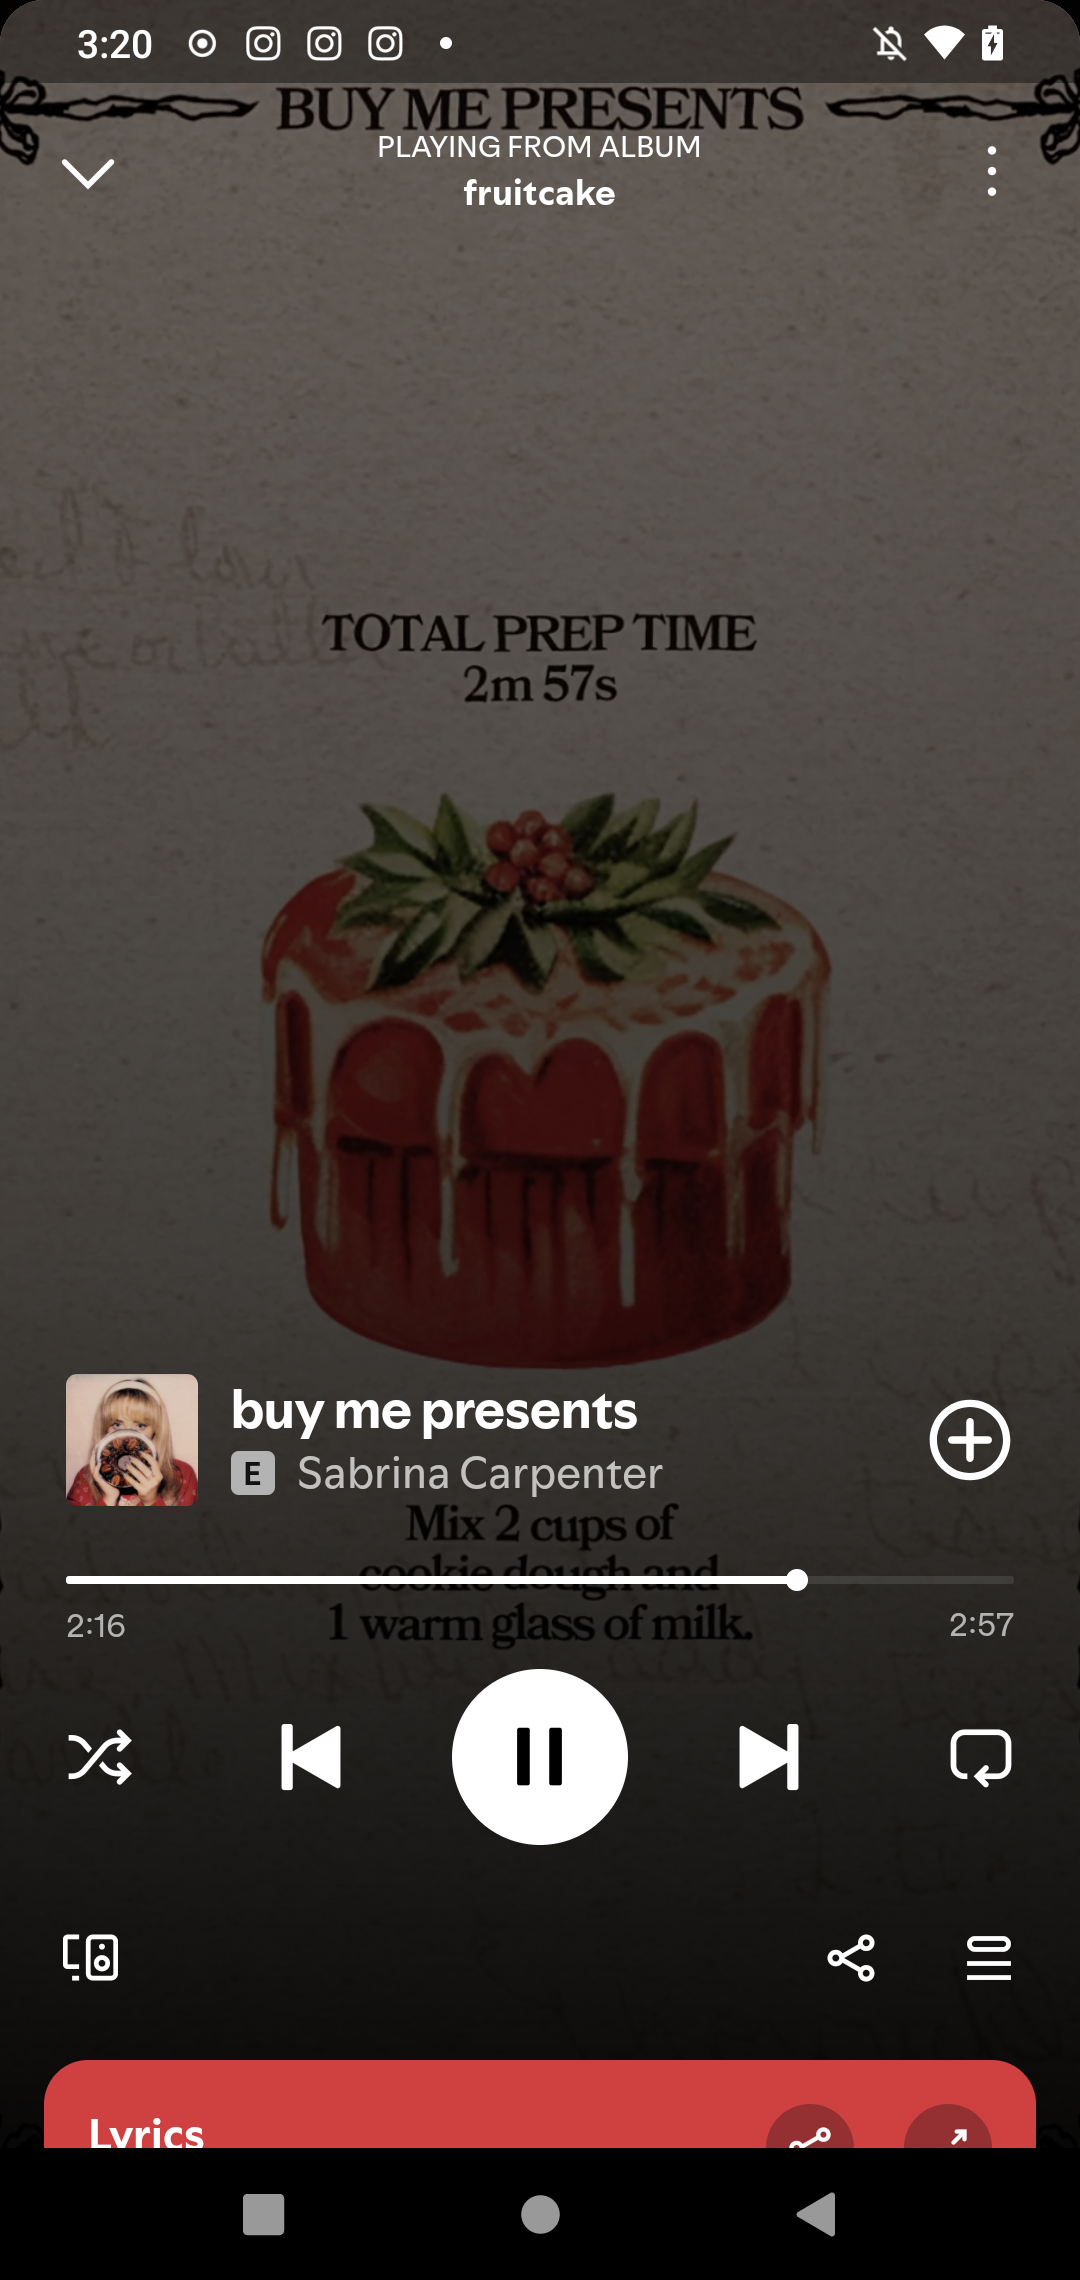 3:20
BUY ME PRESENTS
PLAYING FROM ALBUM
fruitcake
TOTAL PREP TIME
2m 57s
buy me presents
E Sabrina Carpenter
Mix 2 cups of
cookie dough and
1 warm glass of milk.
2:16
2:57
Lyrics